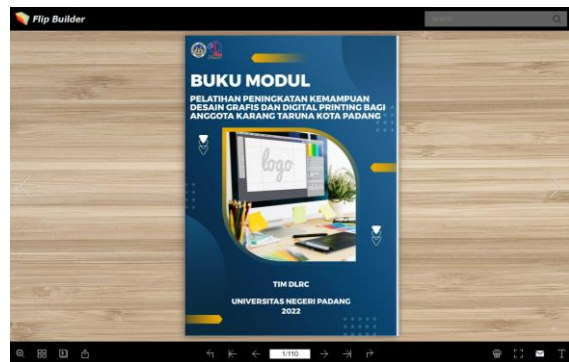 Flip Builder
Search
BUKU MODUL
PELATIHAN PENINGKATAN KEMAMPUAN
DESAIN GRAFIS DAN DIGITAL PRINTING BAGI
ANGGOTA KARANG TARUNA KOTA PADANG
logo
TIM DLRC
UNIVERSITAS NEGERI PADANG
2022
1/110